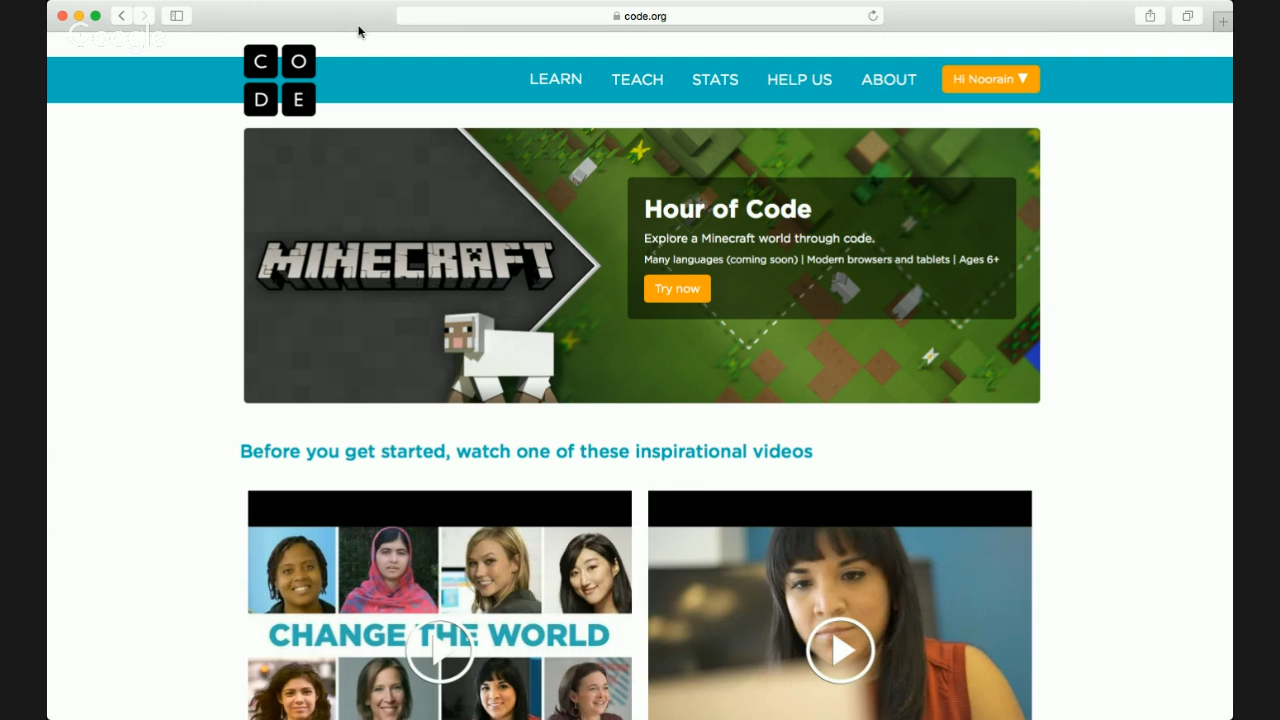 code.org
Google
C O
D E
LEARN TEACH STATS HELP US ABOUT Hi Noorain ▼
MINECRAFT
Hour of Code
Explore a Minecraft world through code.
Many languages (coming soon) | Modern browsers and tablets | Ages 6+
Try now
Before you get started, watch one of these inspirational videos
CHANGE THE WORLD